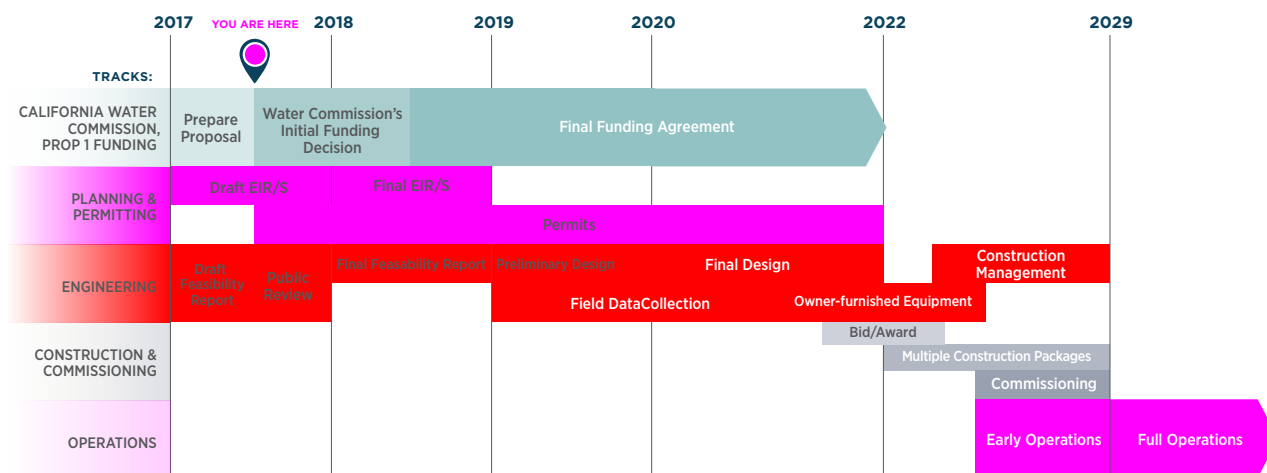 2017
YOU ARE HERE
2018
2019
2020
2022
2029
TRACKS:
CALIFORNIA WATER
COMMISSION,
PROP 1 FUNDING
Prepare
Proposal
Water Commission's
Initial Funding
Decision
Final Funding Agreement
PLANNING &
PERMITTING
Draft EIR/S
Final EIR/S
Permits
ENGINEERING
Draft
Feasibility
Report
Public
Review
Final Feasability Report
Preliminary Design
Final Design
Construction
Management
Field DataCollection
Owner-furnished Equipment
CONSTRUCTION &
COMMISSIONING
Bid/Award
Multiple Construction Packages
Commissioning
OPERATIONS
Early Operations
Full Operations